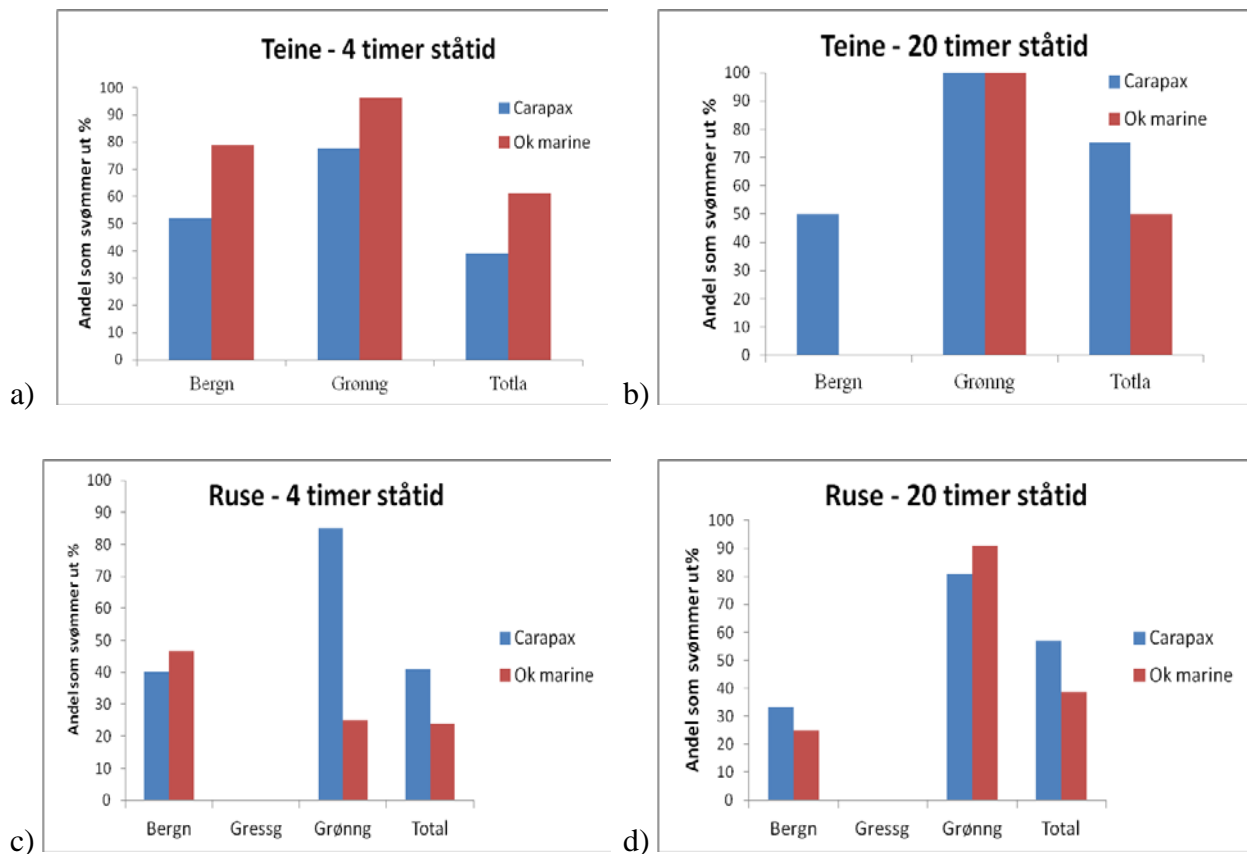 Teine - 4 timer ståtid
Andel som svømmer ut %
100
90
80
70
60
50
40
30
20
10
0
Carapax
Ok marine
Bergn Grønng Totla
a)
Teine - 20 timer ståtid
Andel som svømmer ut %
100
90
80
70
60
50
40
30
20
10
0
Carapax
Ok marine
Bergn Grønng Totla
b)
Ruse - 4 timer ståtid
Andel som svømmer ut %
100
90
80
70
60
50
40
30
20
10
0
Carapax
Ok marine
Bergn Gressg Grønng Total
c)
Ruse - 20 timer ståtid
Andel som svømmer ut%
100
90
80
70
60
50
40
30
20
10
0
Carapax
Ok marine
Bergn Gressg Grønng Total
d)